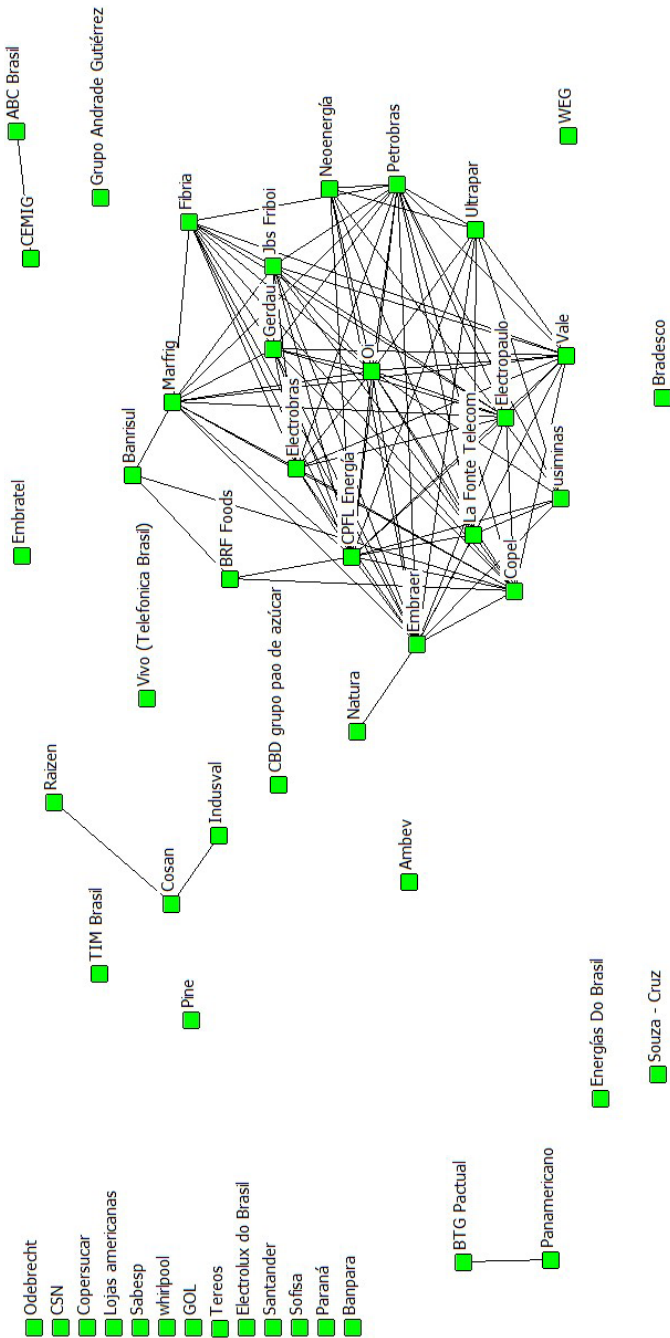 ABC Brasil
CEMIG
Grupo Andrade Gutiérrez
Fibria
Jbs Friboi
Neoenergía
Petrobras
Ultrapar
WEG
Gerdau
Marfrig
Oi
Banrisul
Electrobras
Electropaulo
Vale
Bradesco
Embratel
Vivo (Telefonica Brasil)
BRF Foods
CPFL Energía
La Fonte Telecom
usiminas
Copel
Embraer
CBD grupo pao de azúcar
Natura
Raizen
Indusval
Cosan
Ambev
TIM Brasil
Pine
Energías Do Brasil
Souza - Cruz
BTG Pactual
Panamericano
Odebrecht
CSN
Copersucar
Lojas americanas
Sabesp
whirlpool
GOL
Tereos
Electrolux do Brasil
Santander
Sofisa
Paraná
Banpara